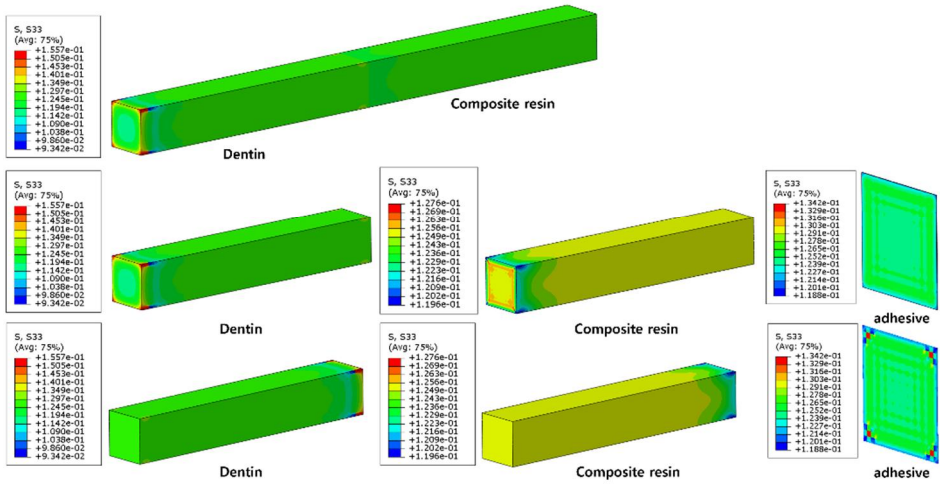 S, S33
(Avg: 75%)
+1.557e-01
+1.505e-01
+1.453e-01
+1.401e-01
+1.349e-01
+1.297e-01
+1.245e-01
+1.194e-01
+1.142e-01
+1.090e-01
+1.038e-01
+9.860e-02
+9.342e-02
Composite resin
Dentin
S, S33
(Avg: 75%)
+1.557e-01
+1.505e-01
+1.453e-01
+1.401e-01
+1.349e-01
+1.297e-01
+1.245e-01
+1.194e-01
+1.142e-01
+1.090e-01
+1.038e-01
+9.860e-02
+9.342e-02
Dentin
S, S33
(Avg: 75%)
+1.276e-01
+1.269e-01
+1.263e-01
+1.256e-01
+1.249e-01
+1.243e-01
+1.236e-01
+1.229e-01
+1.223e-01
+1.216e-01
+1.209e-01
+1.202e-01
+1.196e-01
Composite resin
S, S33
(Avg: 75%)
+1.342e-01
+1.329e-01
+1.316e-01
+1.303e-01
+1.291e-01
+1.278e-01
+1.265e-01
+1.252e-01
+1.239e-01
+1.227e-01
+1.214e-01
+1.201e-01
+1.188e-01
adhesive
S, S33
(Avg: 75%)
+1.557e-01
+1.505e-01
+1.453e-01
+1.401e-01
+1.349e-01
+1.297e-01
+1.245e-01
+1.194e-01
+1.142e-01
+1.090e-01
+1.038e-01
+9.860e-02
+9.342e-02
Dentin
S, S33
(Avg: 75%)
+1.276e-01
+1.269e-01
+1.263e-01
+1.256e-01
+1.249e-01
+1.243e-01
+1.236e-01
+1.229e-01
+1.223e-01
+1.216e-01
+1.209e-01
+1.202e-01
+1.196e-01
Composite resin
S, S33
(Avg: 75%)
+1.342e-01
+1.329e-01
+1.316e-01
+1.303e-01
+1.291e-01
+1.278e-01
+1.265e-01
+1.252e-01
+1.239e-01
+1.227e-01
+1.214e-01
+1.201e-01
+1.188e-01
adhesive